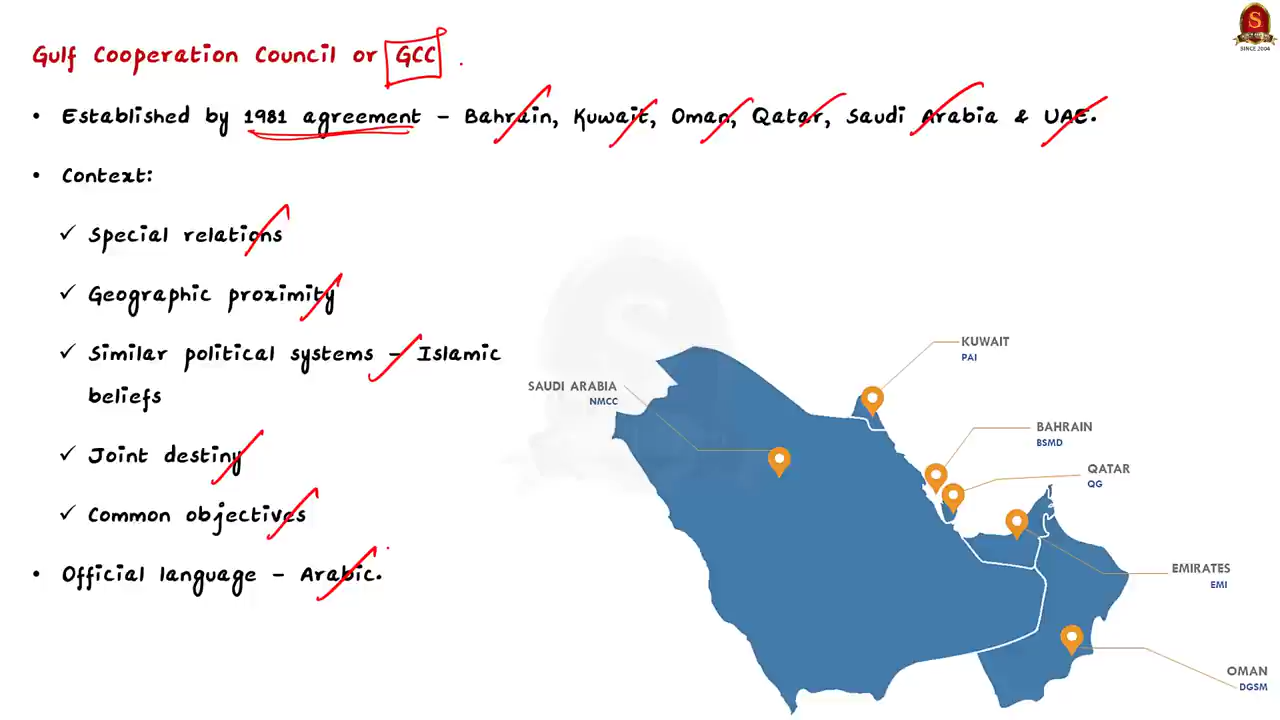 Gulf Cooperation Council or GCC
• Established by 1981 agreement – Bahrain, Kuwait, Oman, Qatar, Saudi Arabia & UAE.
• Context:
✓ Special relations
✓ Geographic proximity
✓ Similar political systems – Islamic
beliefs
✓ Joint destiny
✓ Common objectives
• Official language – Arabic.
KUWAIT
PAI
SAUDI ARABIA
NMCC
BAHRAIN
BSMD
QATAR
QG
EMIRATES
EMI
OMAN
DGSM
S
SINCE 2004